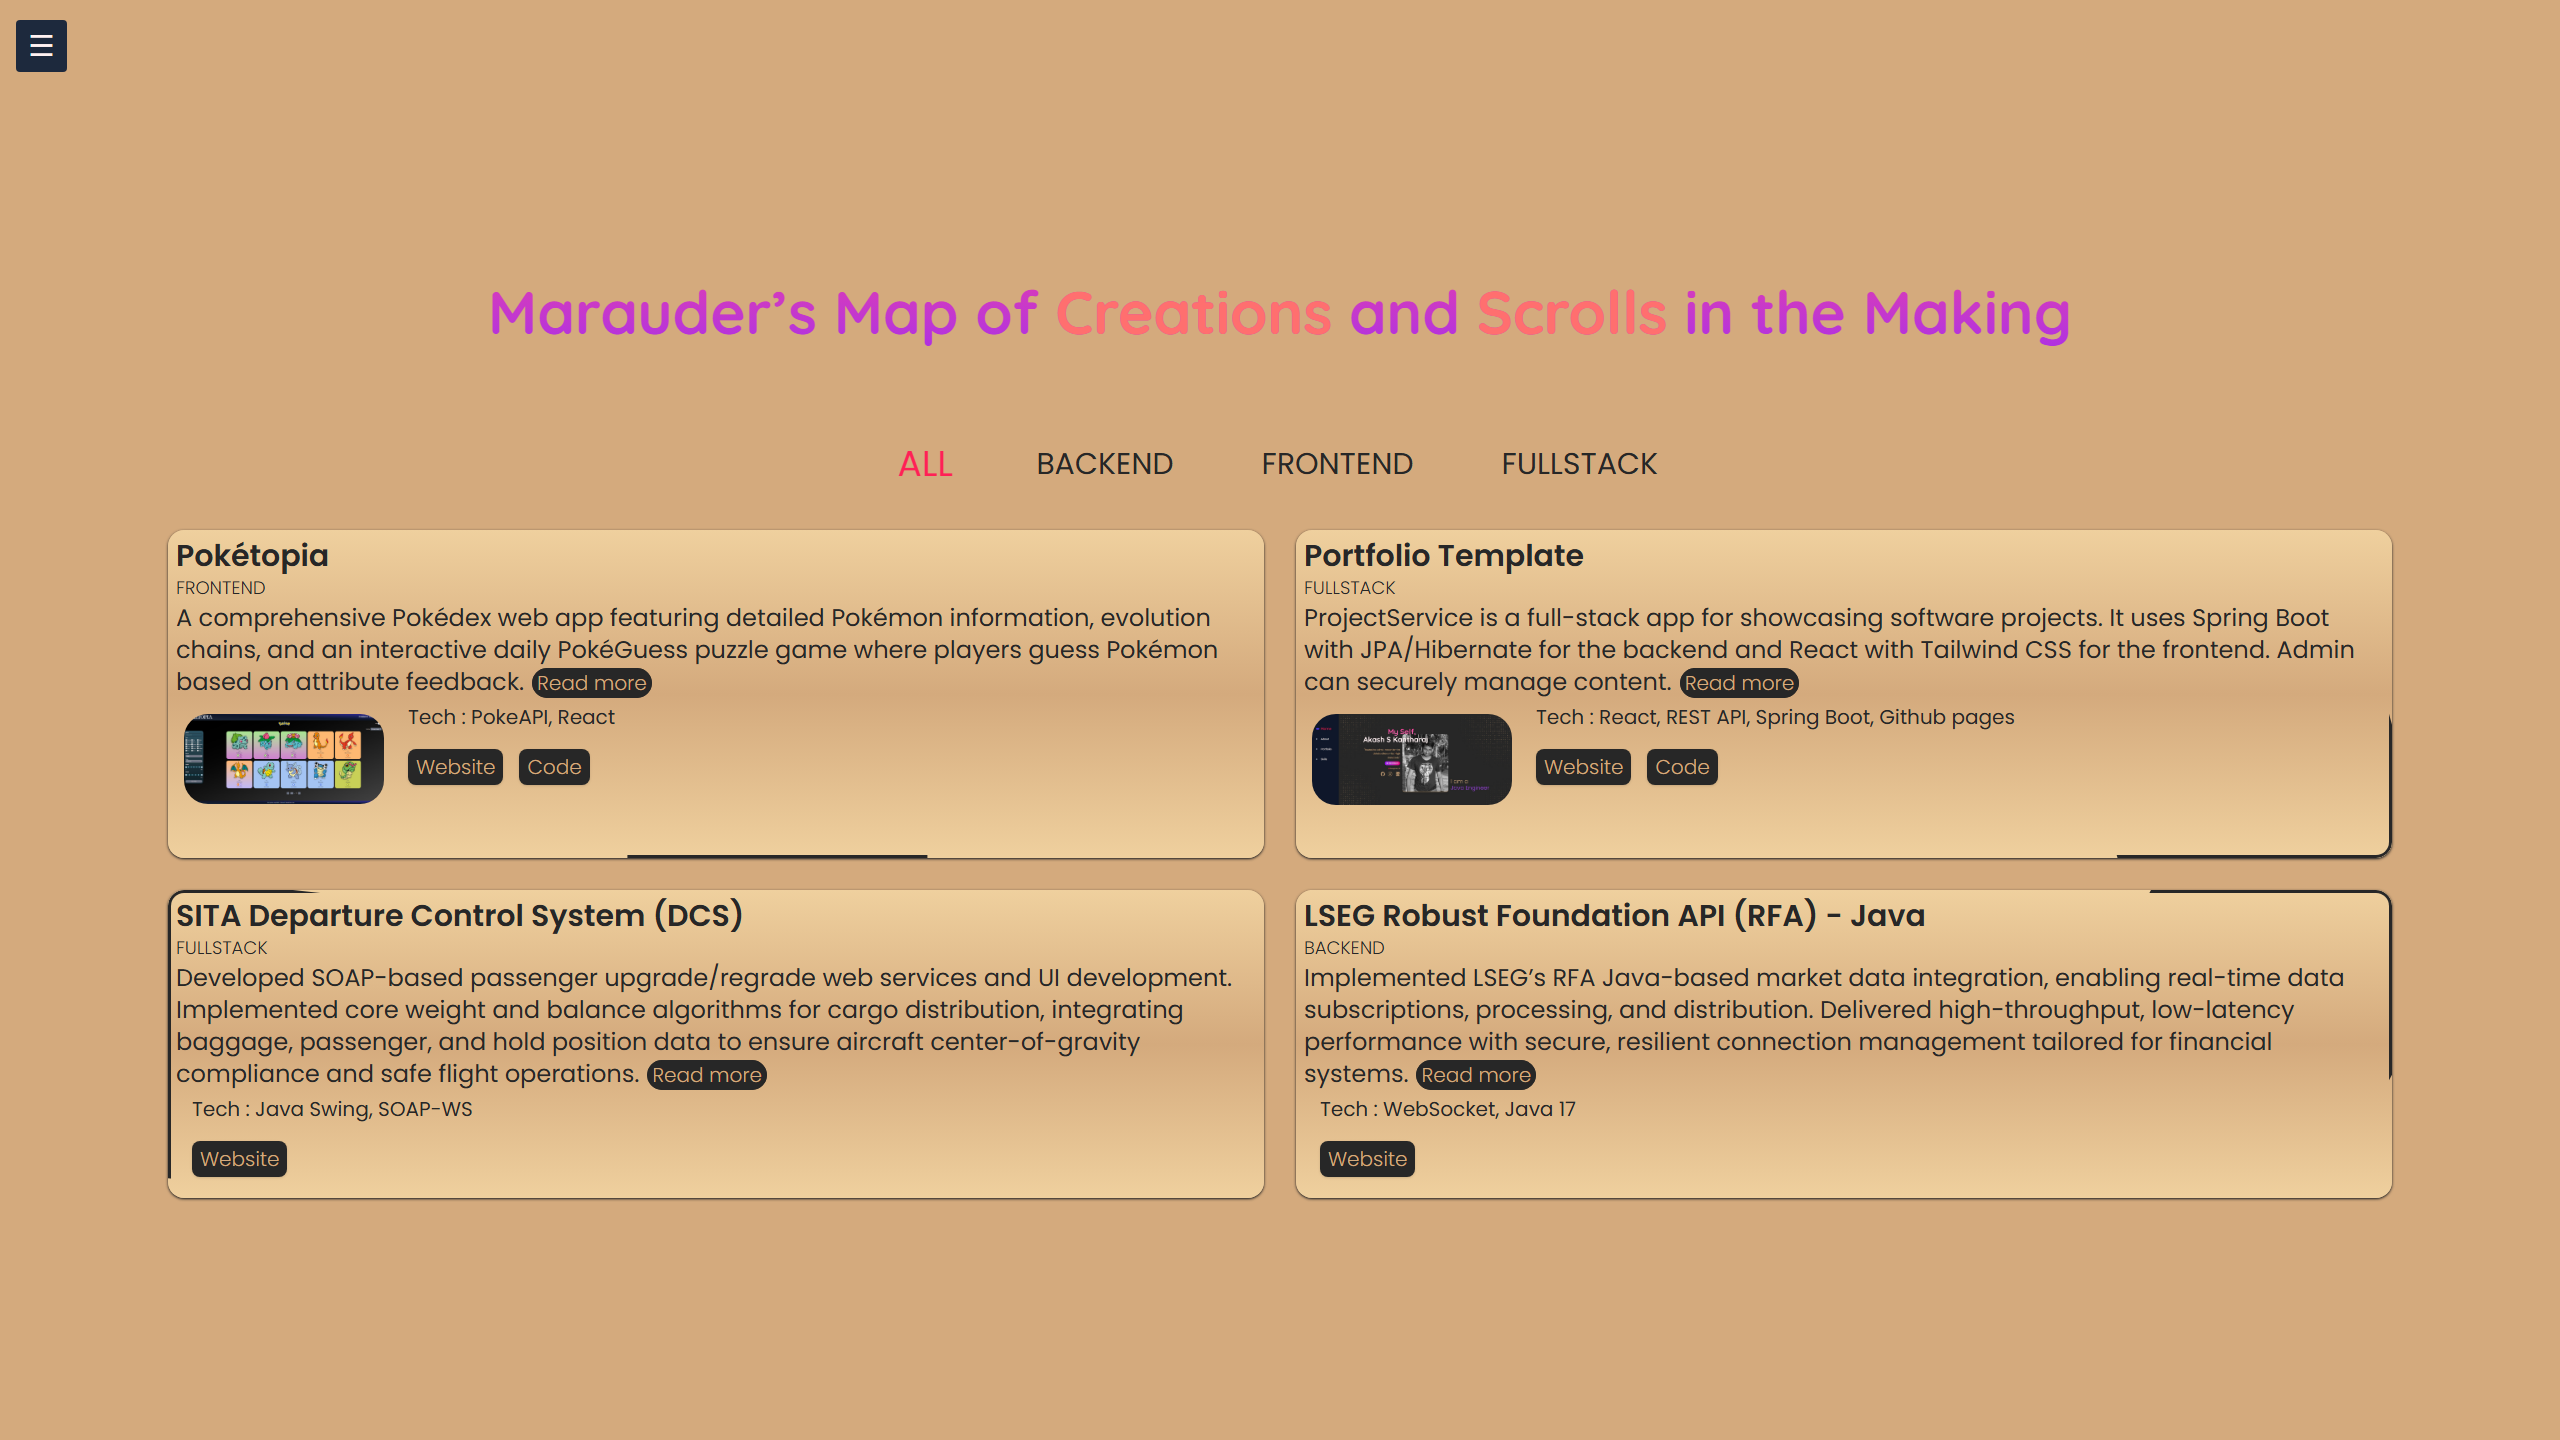 ☰
Marauder’s Map of Creations and Scrolls in the Making
ALL BACKEND FRONTEND FULLSTACK
Pokétopia
FRONTEND
A comprehensive Pokédex web app featuring detailed Pokémon information, evolution
chains, and an interactive daily PokéGuess puzzle game where players guess Pokémon
based on attribute feedback. Read more
Tech : PokeAPI, React
Website Code
Portfolio Template
FULLSTACK
ProjectService is a full-stack app for showcasing software projects. It uses Spring Boot
with JPA/Hibernate for the backend and React with Tailwind CSS for the frontend. Admin
can securely manage content. Read more
My Self,
Akash S Kanthara
Tech : React, REST API, Spring Boot, Github pages
Website Code
SITA Departure Control System (DCS)
FULLSTACK
Developed SOAP-based passenger upgrade/regrade web services and UI development.
Implemented core weight and balance algorithms for cargo distribution, integrating
baggage, passenger, and hold position data to ensure aircraft center-of-gravity
compliance and safe flight operations. Read more
Tech : Java Swing, SOAP-WS
Website
LSEG Robust Foundation API (RFA) - Java
BACKEND
Implemented LSEG’s RFA Java-based market data integration, enabling real-time data
subscriptions, processing, and distribution. Delivered high-throughput, low-latency
performance with secure, resilient connection management tailored for financial
systems. Read more
Tech : WebSocket, Java 17
Website